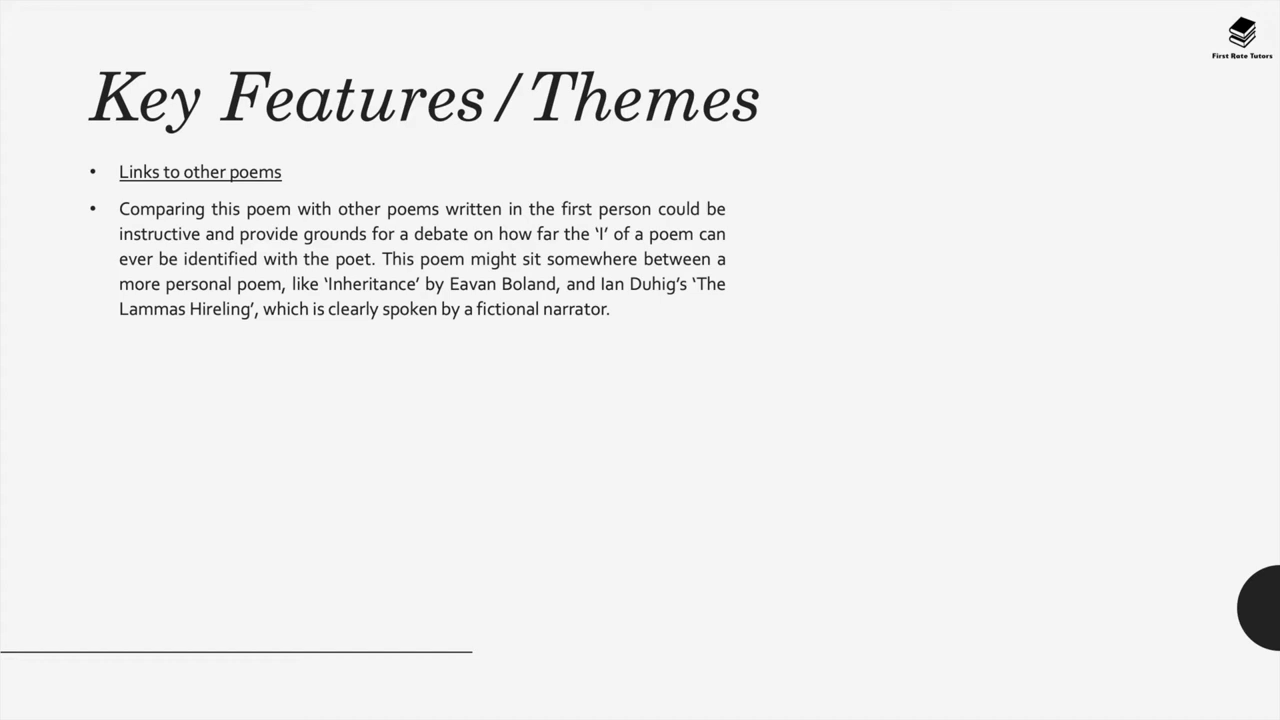 First Rate Tutors
Key Features/Themes
• Links to other poems
• Comparing this poem with other poems written in the first person could be
instructive and provide grounds for a debate on how far the ‘I’ of a poem can
ever be identified with the poet. This poem might sit somewhere between a
more personal poem, like ‘Inheritance’ by Eavan Boland, and Ian Duhig’s ‘The
Lammas Hireling’, which is clearly spoken by a fictional narrator.